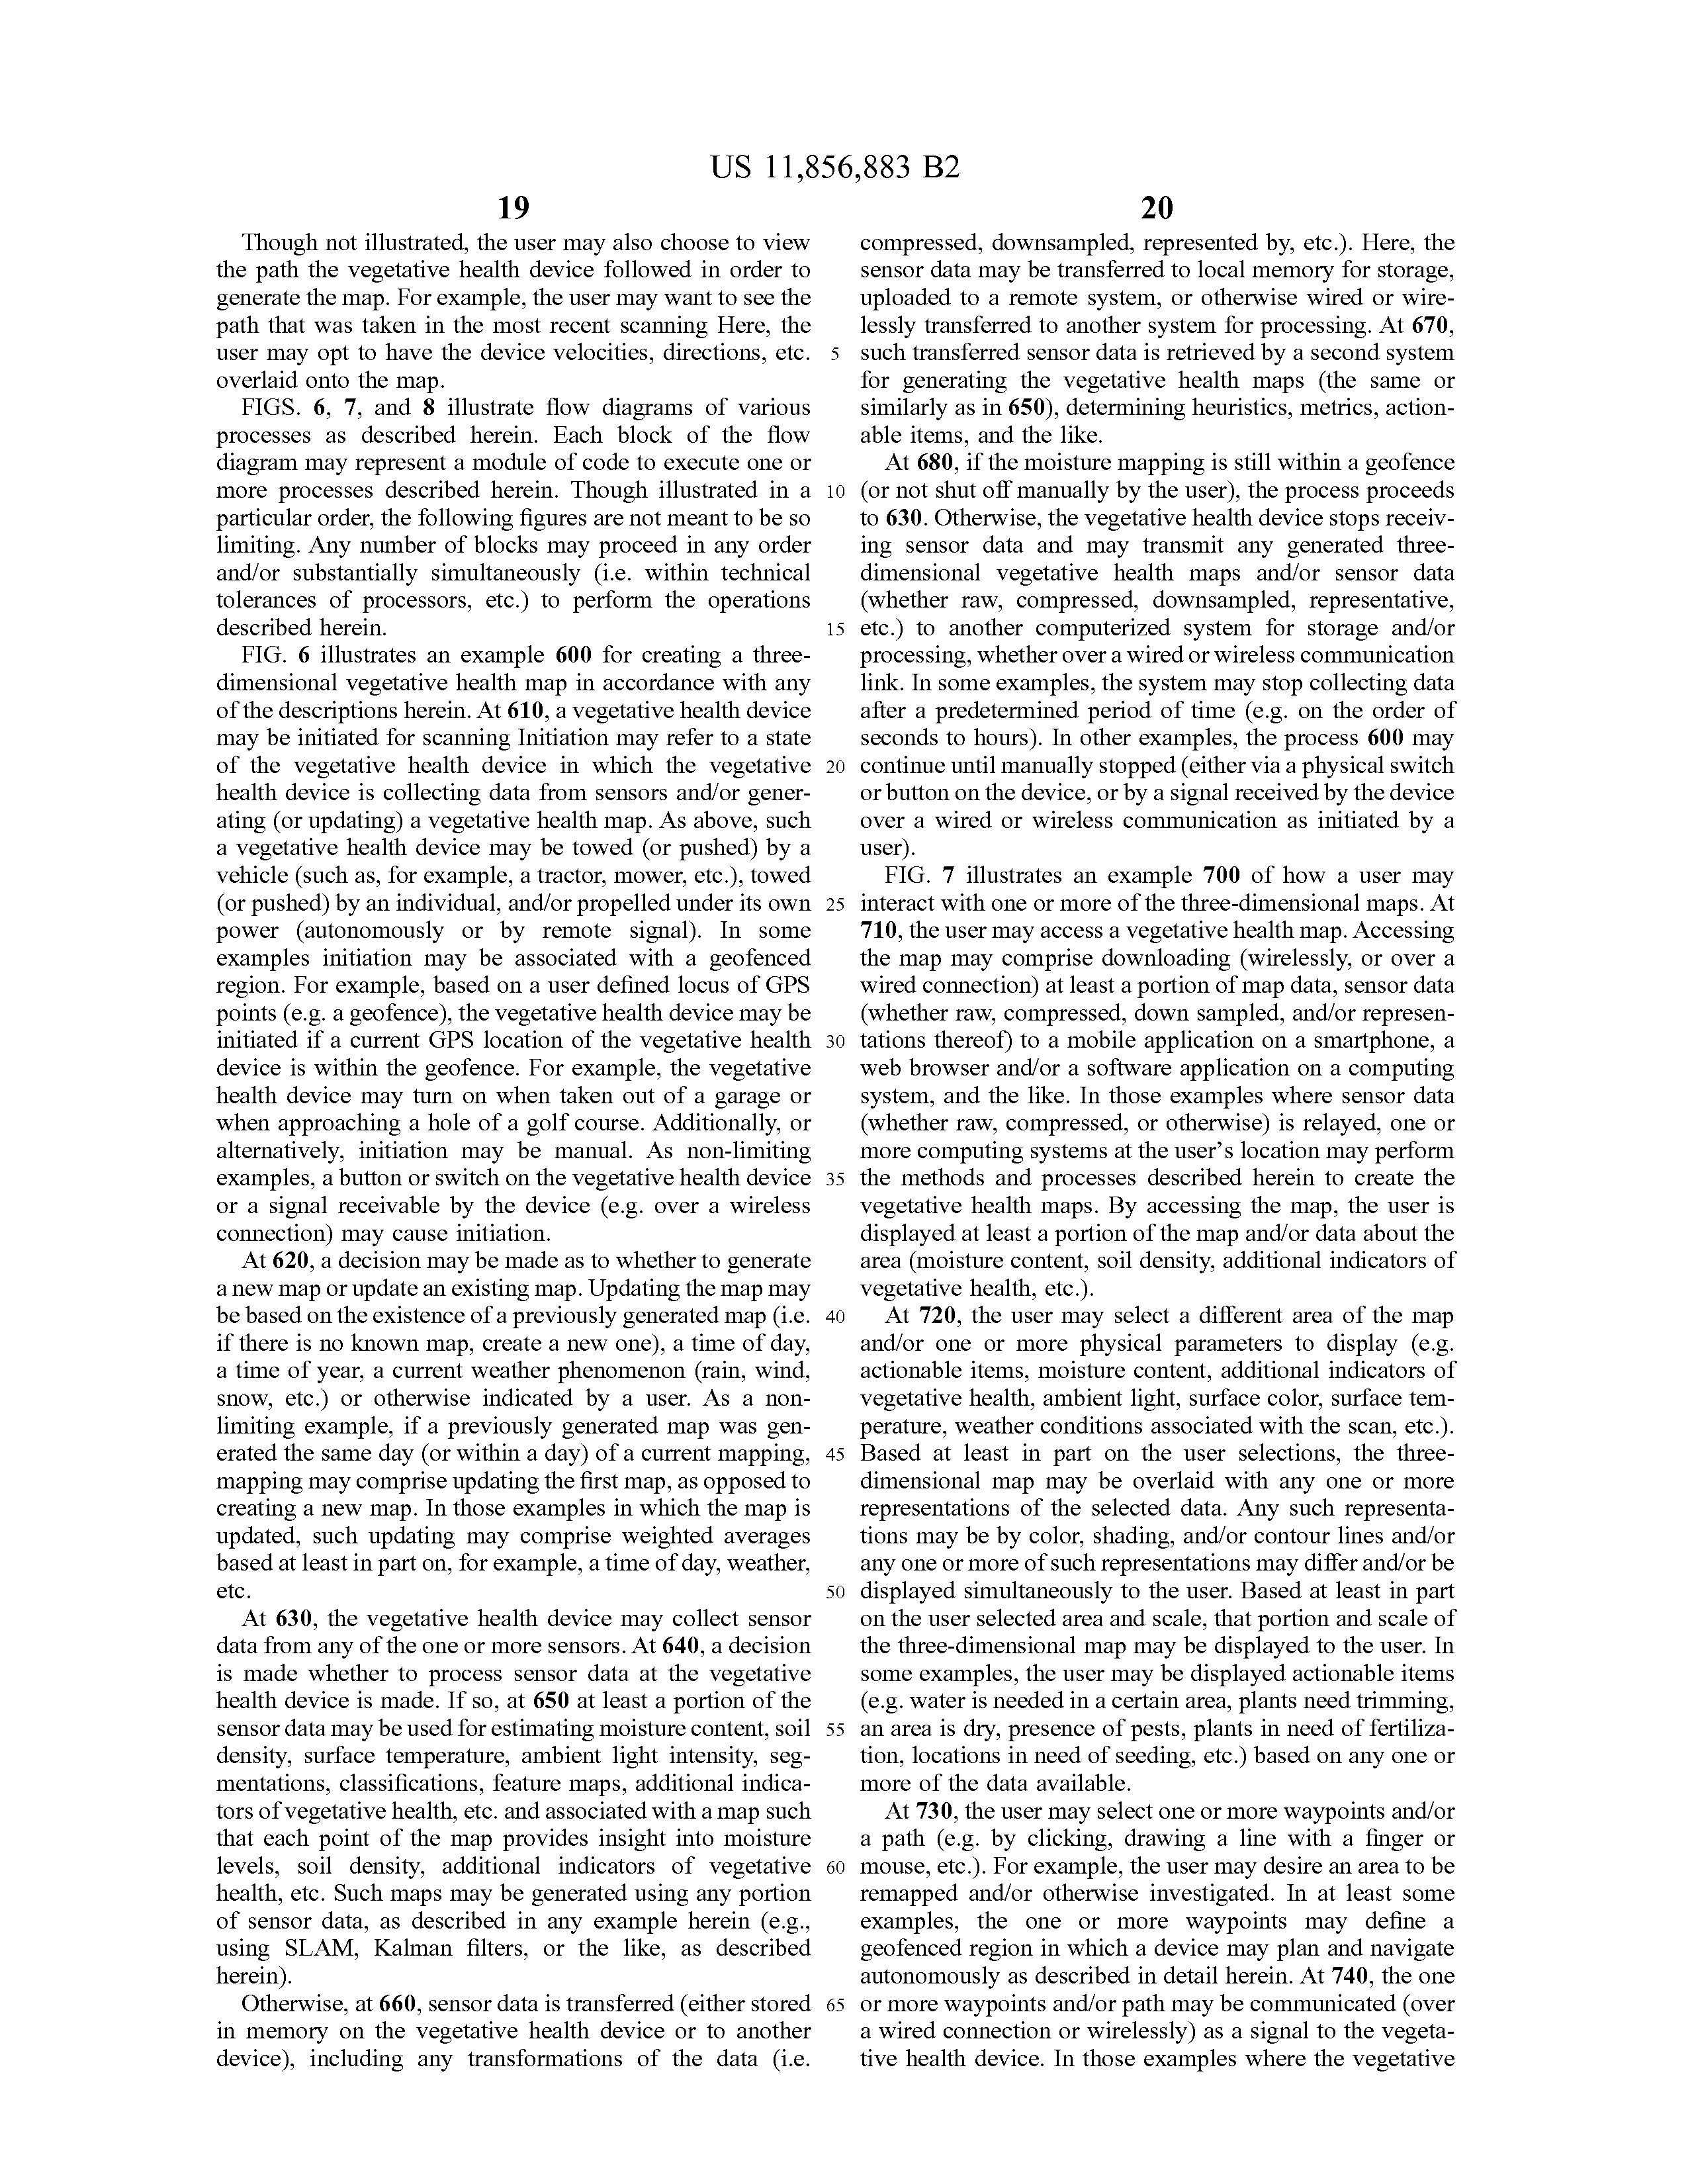 US 11,856,883 B2
19
Though not illustrated, the user may also choose to view
the path the vegetative health device followed in order to
generate the map. For example, the user may want to see the
path that was taken in the most recent scanning Here, the
user may opt to have the device velocities, directions, etc.
overlaid onto the map.
FIGS. 6, 7, and 8 illustrate flow diagrams of various
processes as described herein. Each block of the flow
diagram may represent a module of code to execute one or
more processes described herein. Though illustrated in a
particular order, the following figures are not meant to be so
limiting. Any number of blocks may proceed in any order
and/or substantially simultaneously (i.e. within technical
tolerances of processors, etc.) to perform the operations
described herein.
FIG. 6 illustrates an example 600 for creating a three-
dimensional vegetative health map in accordance with any
of the descriptions herein. At 610, a vegetative health device
may be initiated for scanning Initiation may refer to a state
of the vegetative health device in which the vegetative
health device is collecting data from sensors and/or gener-
ating (or updating) a vegetative health map. As above, such
a vegetative health device may be towed (or pushed) by a
vehicle (such as, for example, a tractor, mower, etc.), towed
(or pushed) by an individual, and/or propelled under its own
power (autonomously or by remote signal). In some
examples initiation may be associated with a geofenced
region. For example, based on a user defined locus of GPS
points (e.g. a geofence), the vegetative health device may be
initiated if a current GPS location of the vegetative health
device is within the geofence. For example, the vegetative
health device may turn on when taken out of a garage or
when approaching a hole of a golf course. Additionally, or
alternatively, initiation may be manual. As non-limiting
examples, a button or switch on the vegetative health device
or a signal receivable by the device (e.g. over a wireless
connection) may cause initiation.
At 620, a decision may be made as to whether to generate
a new map or update an existing map. Updating the map may
be based on the existence of a previously generated map (i.e.
if there is no known map, create a new one), a time of day,
a time of year, a current weather phenomenon (rain, wind,
snow, etc.) or otherwise indicated by a user. As a non-
limiting example, if a previously generated map was gen-
erated the same day (or within a day) of a current mapping,
mapping may comprise updating the first map, as opposed to
creating a new map. In those examples in which the map is
updated, such updating may comprise weighted averages
based at least in part on, for example, a time of day, weather,
etc.
At 630, the vegetative health device may collect sensor
data from any of the one or more sensors. At 640, a decision
is made whether to process sensor data at the vegetative
health device is made. If so, at 650 at least a portion of the
sensor data may be used for estimating moisture content, soil
density, surface temperature, ambient light intensity, seg-
mentations, classifications, feature maps, additional indica-
tors of vegetative health, etc. and associated with a map such
that each point of the map provides insight into moisture
levels, soil density, additional indicators of vegetative
health, etc. Such maps may be generated using any portion
of sensor data, as described in any example herein (e.g.,
using SLAM, Kalman filters, or the like, as described
herein).
Otherwise, at 660, sensor data is transferred (either stored
in memory on the vegetative health device or to another
device), including any transformations of the data (i.e.
5
10
15
20
25
30
35
40
45
50
55
60
65
20
compressed, downsampled, represented by, etc.). Here, the
sensor data may be transferred to local memory for storage,
uploaded to a remote system, or otherwise wired or wire-
lessly transferred to another system for processing. At 670,
such transferred sensor data is retrieved by a second system
for generating the vegetative health maps (the same or
similarly as in 650), determining heuristics, metrics, action-
able items, and the like.
At 680, if the moisture mapping is still within a geofence
(or not shut off manually by the user), the process proceeds
to 630. Otherwise, the vegetative health device stops receiv-
ing sensor data and may transmit any generated three-
dimensional vegetative health maps and/or sensor data
(whether raw, compressed, downsampled, representative,
etc.) to another computerized system for storage and/or
processing, whether over a wired or wireless communication
link. In some examples, the system may stop collecting data
after a predetermined period of time (e.g. on the order of
seconds to hours). In other examples, the process 600 may
continue until manually stopped (either via a physical switch
or button on the device, or by a signal received by the device
over a wired or wireless communication as initiated by a
user).
FIG. 7 illustrates an example 700 of how a user may
interact with one or more of the three-dimensional maps. At
710, the user may access a vegetative health map. Accessing
the map may comprise downloading (wirelessly, or over a
wired connection) at least a portion of map data, sensor data
(whether raw, compressed, down sampled, and/or represen-
tations thereof) to a mobile application on a smartphone, a
web browser and/or a software application on a computing
system, and the like. In those examples where sensor data
(whether raw, compressed, or otherwise) is relayed, one or
more computing systems at the user's location may perform
the methods and processes described herein to create the
vegetative health maps. By accessing the map, the user is
displayed at least a portion of the map and/or data about the
area (moisture content, soil density, additional indicators of
vegetative health, etc.).
At 720, the user may select a different area of the map
and/or one or more physical parameters to display (e.g.
actionable items, moisture content, additional indicators of
vegetative health, ambient light, surface color, surface tem-
perature, weather conditions associated with the scan, etc.).
Based at least in part on the user selections, the three-
dimensional map may be overlaid with any one or more
representations of the selected data. Any such representa-
tions may be by color, shading, and/or contour lines and/or
any one or more of such representations may differ and/or be
displayed simultaneously to the user. Based at least in part
on the user selected area and scale, that portion and scale of
the three-dimensional map may be displayed to the user. In
some examples, the user may be displayed actionable items
(e.g. water is needed in a certain area, plants need trimming,
an area is dry, presence of pests, plants in need of fertiliza-
tion, locations in need of seeding, etc.) based on any one or
more of the data available.
At 730, the user may select one or more waypoints and/or
a path (e.g. by clicking, drawing a line with a finger or
mouse, etc.). For example, the user may desire an area to be
remapped and/or otherwise investigated. In at least some
examples, the one or more waypoints may define a
geofenced region in which a device may plan and navigate
autonomously as described in detail herein. At 740, the one
or more waypoints and/or path may be communicated (over
a wired connection or wirelessly) as a signal to the vegeta-
tive health device. In those examples where the vegetative